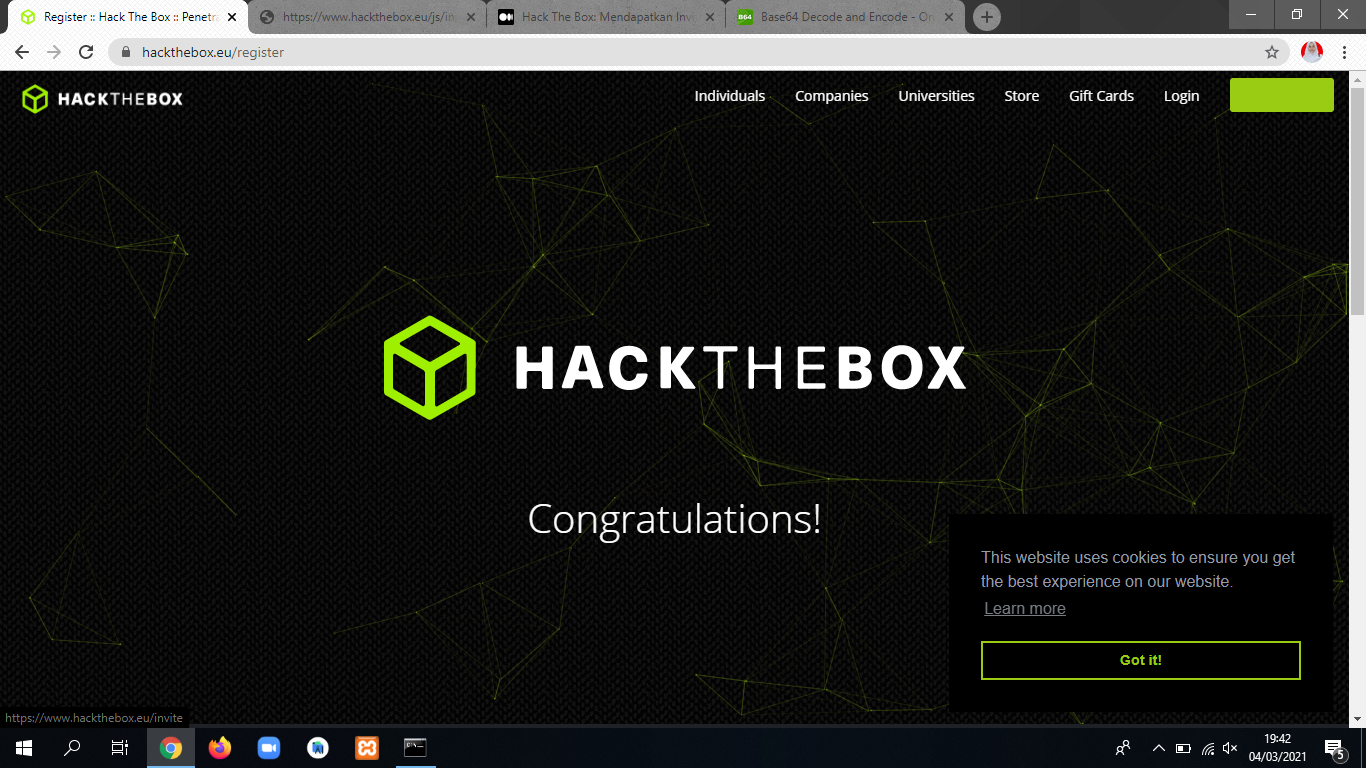 Register :: Hack The Box :: Penetra
https://www.hackthebox.eu/js/in
Hack The Box: Mendapatkan Invi
B64
Base64 Decode and Encode - On
hackthebox.eu/register
HACKTHEBOX
Individuals
Companies
Universities
Store
Gift Cards
Login
HACKTHEBOX
Congratulations!
This website uses cookies to ensure you get
the best experience on our website.
Learn more
Got it!
https://www.hackthebox.eu/invite
19:42
04/03/2021
5